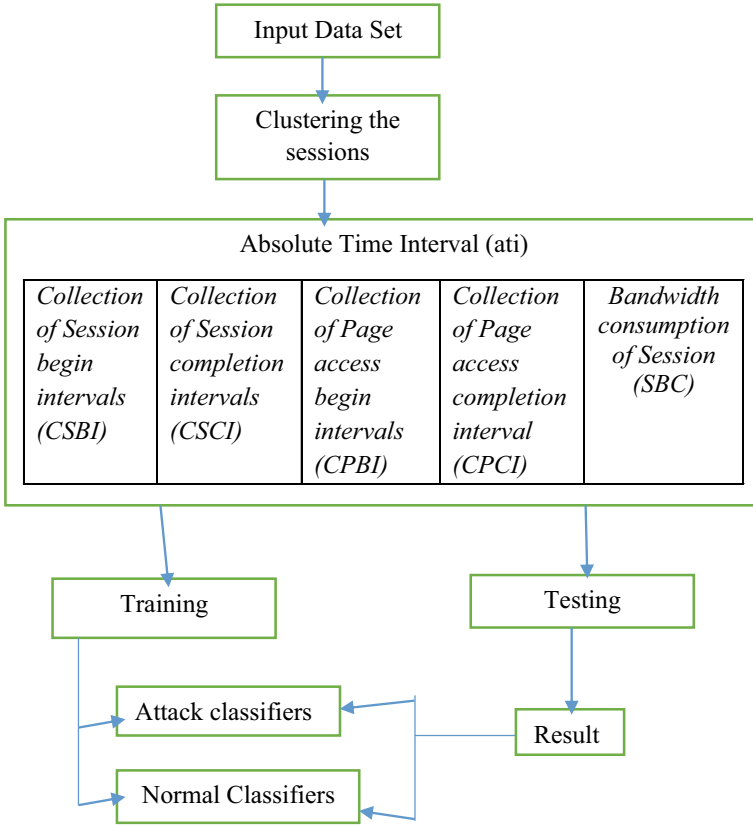 Input Data Set
Clustering the
sessions
Absolute Time Interval (ati)
Collection
of Session
begin
intervals
(CSBI)
Collection
of Session
completion
intervals
(CSCI)
Collection
of Page
access
begin
intervals
(CPBI)
Collection
of Page
access
completion
interval
(CPCI)
Bandwidth
consumption
of Session
(SBC)
Training
Testing
Attack classifiers
Result
Normal Classifiers